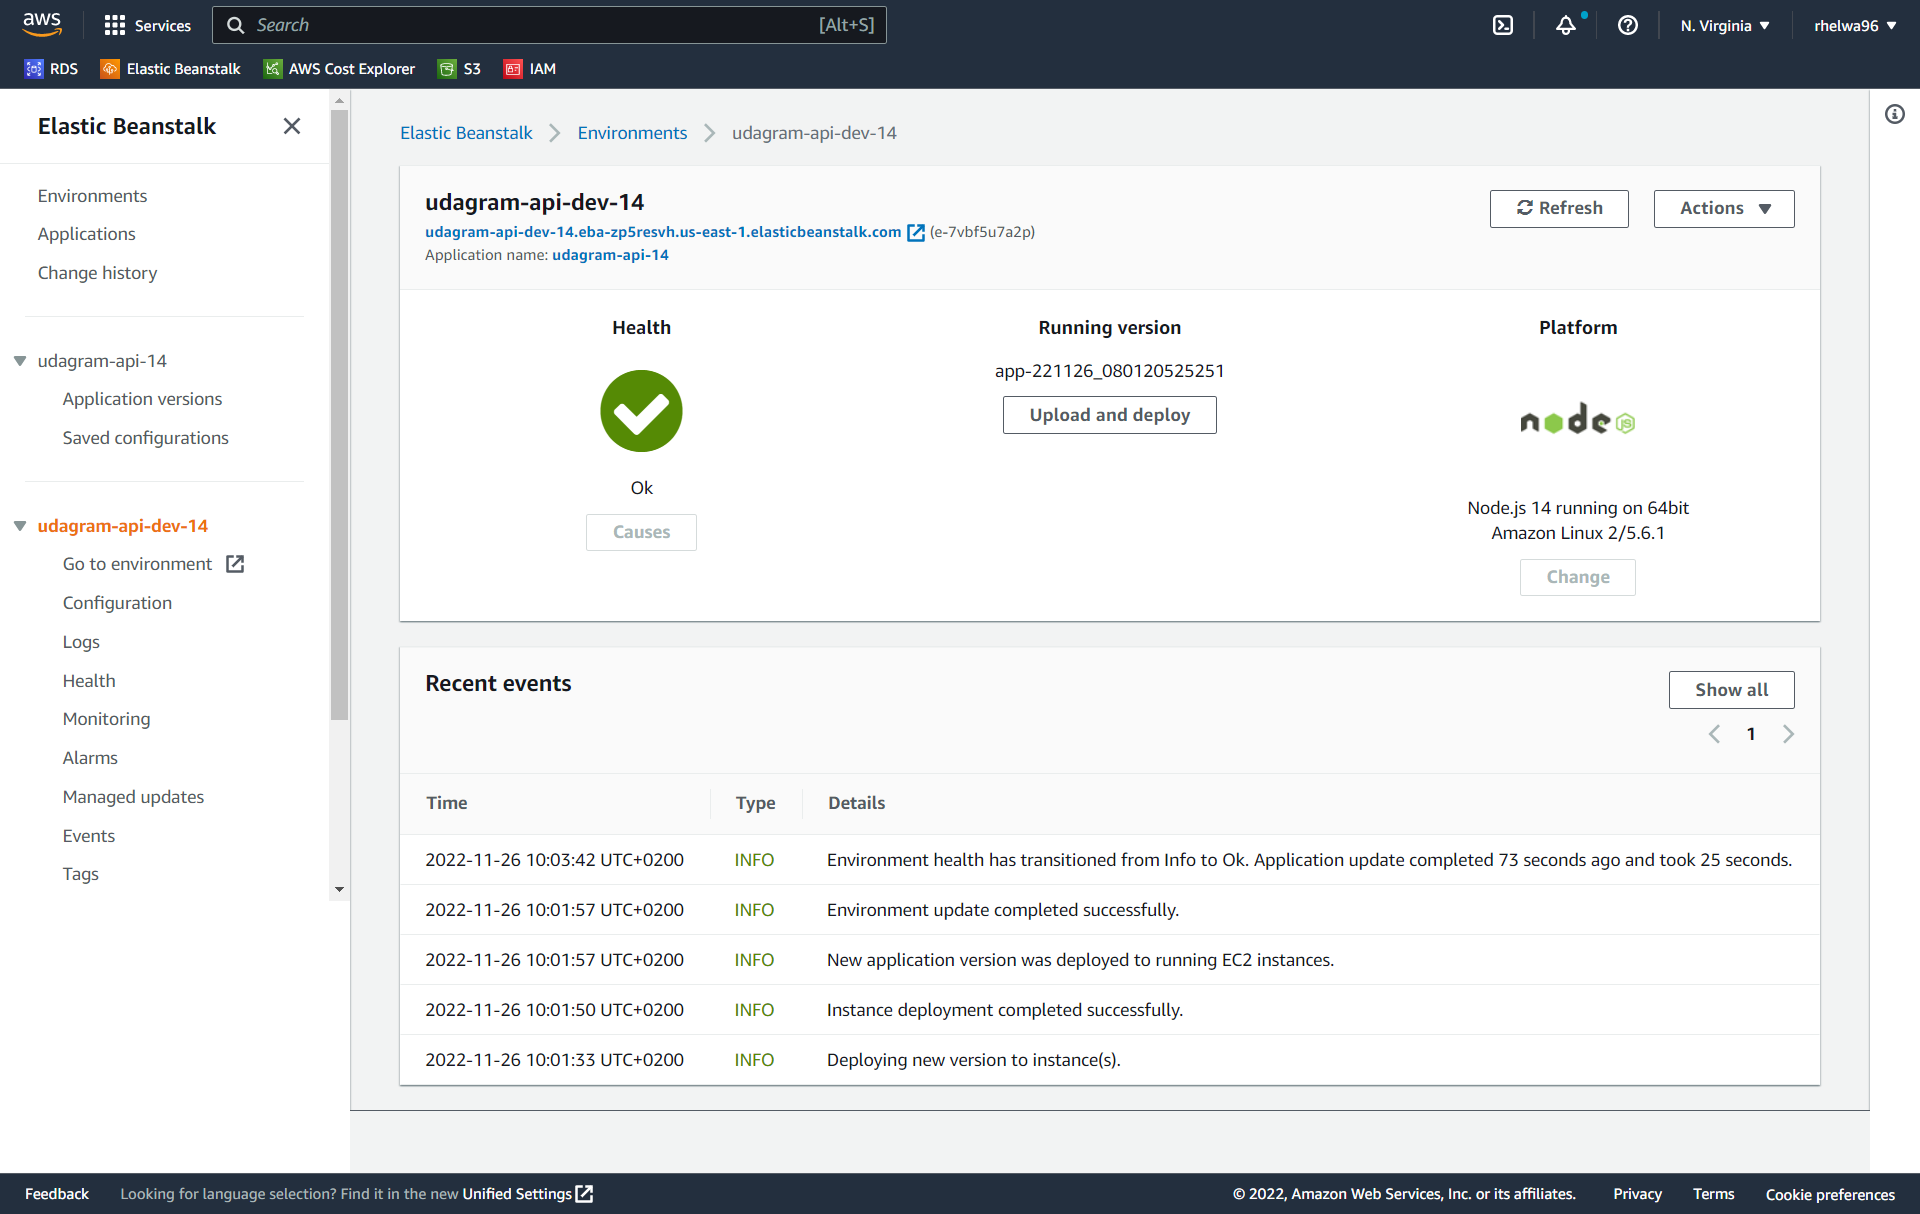 aws
Services
Search
[Alt+S]
N. Virginia
rhelwa96
RDS
Elastic Beanstalk
AWS Cost Explorer
S3
IAM
Elastic Beanstalk
Environments
Applications
Change history
udagram-api-14
Application versions
Saved configurations
udagram-api-dev-14
Go to environment
Configuration
Logs
Health
Monitoring
Alarms
Managed updates
Events
Tags
Elastic Beanstalk
Environments
udagram-api-dev-14
udagram-api-dev-14
udagram-api-dev-14.eba-zp5resvh.us-east-1.elasticbeanstalk.com (e-7vbf5u7a2p)
Application name: udagram-api-14
Refresh
Actions
Health
Ok
Causes
Running version
app-221126_080120525251
Upload and deploy
Platform
node JS
Node.js 14 running on 64bit
Amazon Linux 2/5.6.1
Change
Recent events
Show all
1
Time Type Details
2022-11-26 10:03:42 UTC+0200 INFO Environment health has transitioned from Info to Ok. Application update completed 73 seconds ago and took 25 seconds.
2022-11-26 10:01:57 UTC+0200 INFO Environment update completed successfully.
2022-11-26 10:01:57 UTC+0200 INFO New application version was deployed to running EC2 instances.
2022-11-26 10:01:50 UTC+0200 INFO Instance deployment completed successfully.
2022-11-26 10:01:33 UTC+0200 INFO Deploying new version to instance(s).
Feedback
Looking for language selection? Find it in the new Unified Settings
© 2022, Amazon Web Services, Inc. or its affiliates.
Privacy
Terms
Cookie preferences